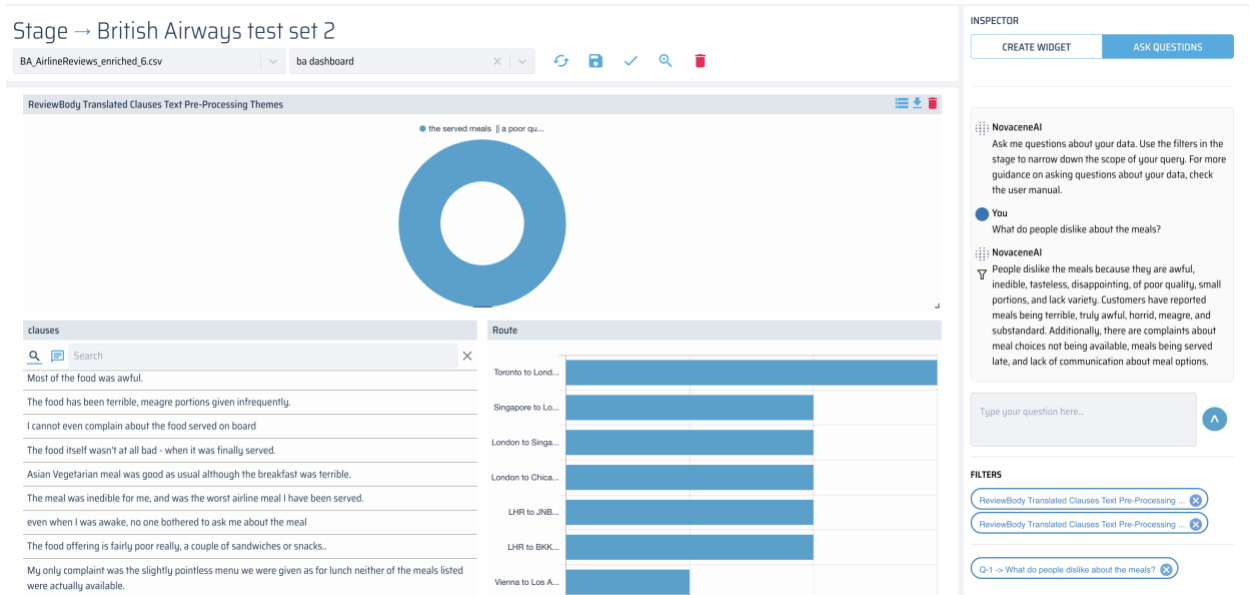 Stage → British Airways test set 2
BA_AirlineReviews_enriched_6.csv
ba dashboard
ReviewBody Translated Clauses Text Pre-Processing Themes
the served meals || a poor qu...
clauses
Search
Most of the food was awful.
The food has been terrible, meagre portions given infrequently.
I cannot even complain about the food served on board
The food itself wasn't at all bad - when it was finally served.
Asian Vegetarian meal was good as usual although the breakfast was terrible.
The meal was inedible for me, and was the worst airline meal I have been served.
even when I was awake, no one bothered to ask me about the meal
The food offering is fairly poor really, a couple of sandwiches or snacks..
My only complaint was the slightly pointless menu we were given as for lunch neither of the meals listed
were actually available.
Route
Toronto to Lond...
Singapore to Lo...
London to Singa...
London to Chica...
LHR to JNB...
LHR to BKK...
Vienna to Los A...
INSPECTOR
CREATE WIDGET
ASK QUESTIONS
NovaceneAI
Ask me questions about your data. Use the filters in the
stage to narrow down the scope of your query. For more
guidance on asking questions about your data, check
the user manual.
You
What do people dislike about the meals?
NovaceneAI
People dislike the meals because they are awful,
inedible, tasteless, disappointing, of poor quality, small
portions, and lack variety. Customers have reported
meals being terrible, truly awful, horrid, meagre, and
substandard. Additionally, there are complaints about
meal choices not being available, meals being served
late, and lack of communication about meal options.
Type your question here...
FILTERS
ReviewBody Translated Clauses Text Pre-Processing ...
ReviewBody Translated Clauses Text Pre-Processing ...
Q-1 -> What do people dislike about the meals?